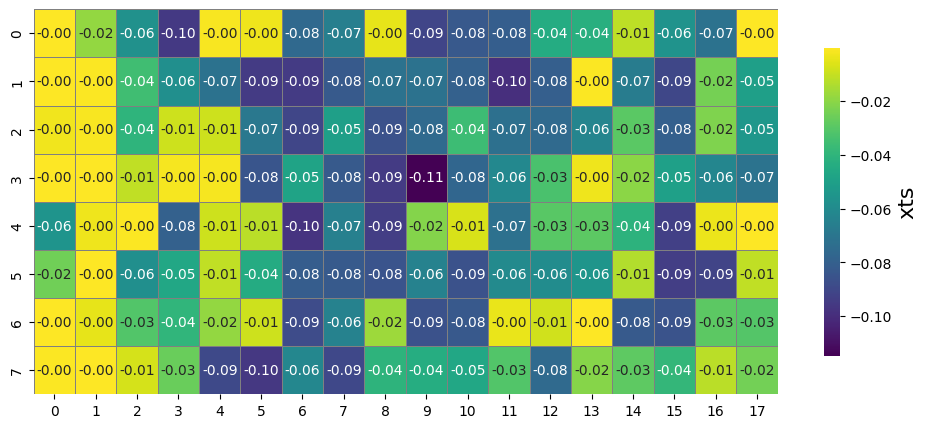 0 -0.00 -0.02 -0.06 -0.10 -0.00 -0.00 -0.08 -0.07 -0.00 -0.09 -0.08 -0.08 -0.04 -0.04 -0.01 -0.06 -0.07 -0.00
1 -0.00 -0.00 -0.04 -0.06 -0.07 -0.09 -0.09 -0.08 -0.07 -0.07 -0.08 -0.10 -0.08 -0.00 -0.07 -0.09 -0.02 -0.05
2 -0.00 -0.00 -0.04 -0.01 -0.01 -0.07 -0.09 -0.05 -0.09 -0.08 -0.04 -0.07 -0.08 -0.06 -0.03 -0.08 -0.02 -0.05
3 -0.00 -0.00 -0.01 -0.00 -0.00 -0.08 -0.05 -0.08 -0.09 -0.11 -0.08 -0.06 -0.03 -0.00 -0.02 -0.05 -0.06 -0.07
4 -0.06 -0.00 -0.00 -0.08 -0.01 -0.01 -0.10 -0.07 -0.09 -0.02 -0.01 -0.07 -0.03 -0.03 -0.04 -0.09 -0.00 -0.00
5 -0.02 -0.00 -0.06 -0.05 -0.01 -0.04 -0.08 -0.08 -0.08 -0.06 -0.09 -0.06 -0.06 -0.06 -0.01 -0.09 -0.09 -0.01
6 -0.00 -0.00 -0.03 -0.04 -0.02 -0.01 -0.09 -0.06 -0.02 -0.09 -0.08 -0.00 -0.01 -0.00 -0.08 -0.09 -0.03 -0.03
7 -0.00 -0.00 -0.01 -0.03 -0.09 -0.10 -0.06 -0.09 -0.04 -0.04 -0.05 -0.03 -0.08 -0.02 -0.03 -0.04 -0.01 -0.02
0 1 2 3 4 5 6 7 8 9 10 11 12 13 14 15 16 17
−0.02
−0.04
−0.06
−0.08
−0.10
xts